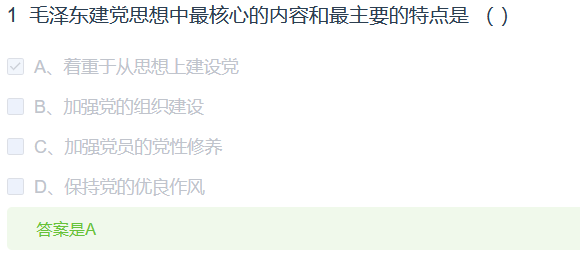 1 毛泽东建党思想中最核心的内容和最主要的特点是 ( )
A、着重于从思想上建设党
B、加强党的组织建设
C、加强党员的党性修养
D、保持党的优良作风
答案是A